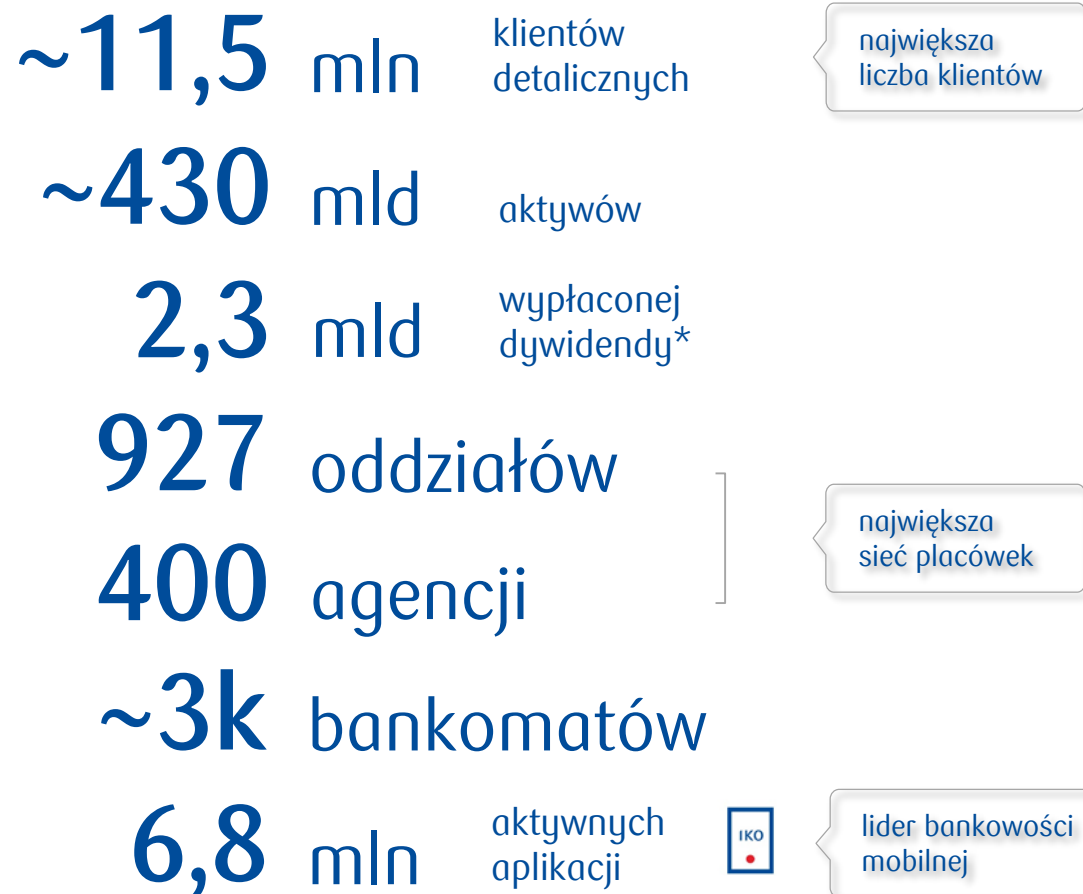 ~11,5 mln klientów
detalicznych
największa
liczba klientów
~430 mld aktywów
2,3 mld wypłaconej
dywidendy*
927 oddziałów
400 agencji
największa
sieć placówek
~3k bankomatów
6,8 mln aktywnych
aplikacji
IKO
lider bankowości
mobilnej